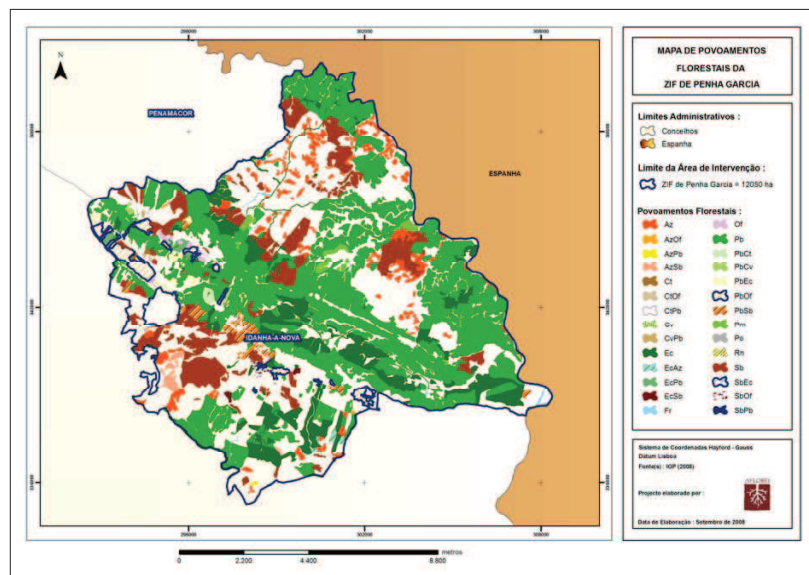 MAPA DE POVOAMENTOS
FLORESTAIS DA
ZIF DE PENHA GARCIA
N
PENAMACOR
ESPANHA
IDANHA-A-NOVA
Limites Administrativos :
Concelhos
Espanha
Limite da Área de Intervenção :
ZIF de Penha Garcia = 12050 ha
Povoamentos Florestais :
Az
AzOf
AzPb
AzSb
Ct
CtOf
CtPb
CvPb
Ec
EcAz
EcPb
EcSb
Fr
Of
Pb
PbCt
PbCv
PbEc
PbOf
PbSb
Pm
Po
Rn
Sb
SbEc
SbOf
SbPb
Sistema de Coordenadas Hayford - Gauss
Datum Lisboa
Fonte(s) : IGP (2008)
Projecto elaborado por :
AFLOBEI
Data de Elaboração : Setembro de 2008
0 2.200 4.400 8.800 metros